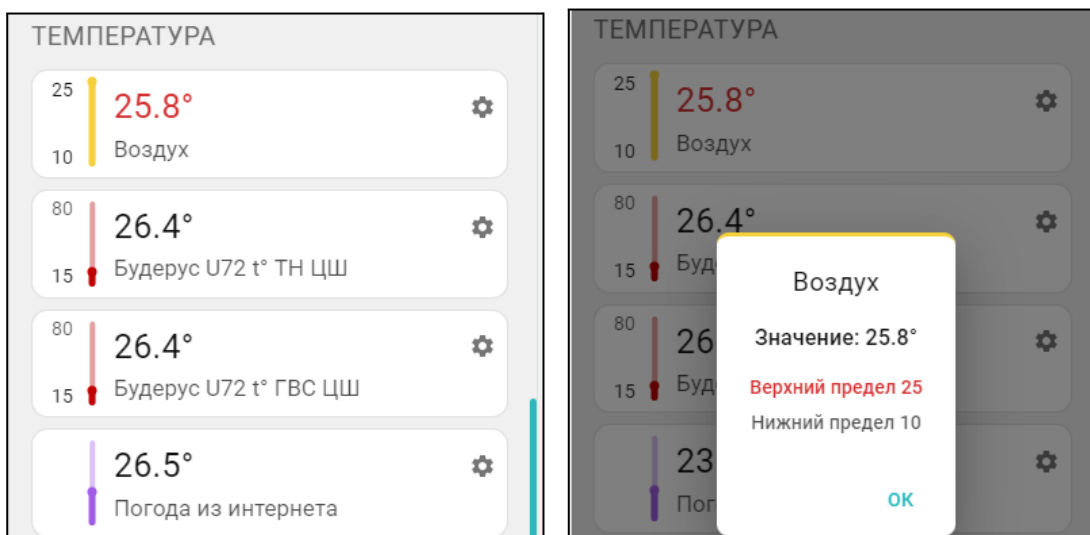 ТЕМПЕРАТУРА
25
25.8°
10
Воздух
80
26.4°
15
Будерус U72 t° ТН ЦШ
80
26.4°
15
Будерус U72 t° ГВС ЦШ
26.5°
Погода из интернета
ТЕМПЕРАТУРА
25
25.8°
10
Воздух
80
26.4°
15
Буд
80
26
15
Буд
23
Пог
Воздух
Значение: 25.8°
Верхний предел 25
Нижний предел 10
ОК